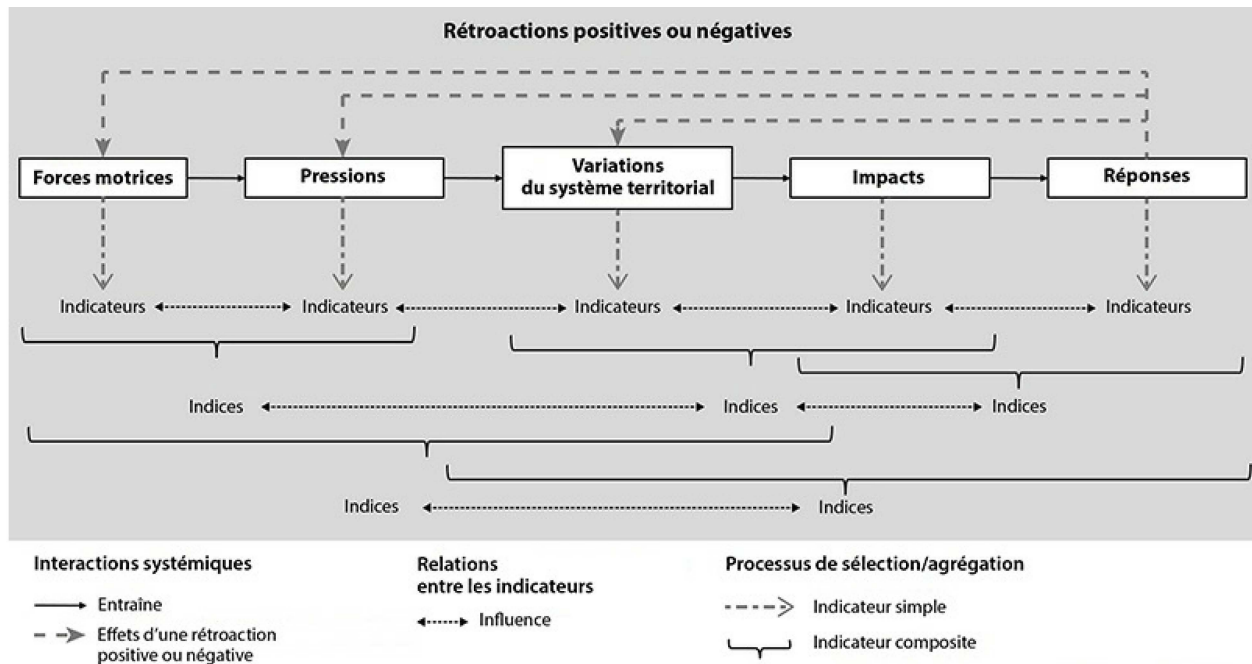 Rétroactions positives ou négatives
Forces motrices
Pressions
Variations
du système territorial
Impacts
Réponses
Indicateurs
Indicateurs
Indicateurs
Indicateurs
Indicateurs
Indices
Indices
Indices
Indices
Indices
Interactions systémiques
Entraîne
Effets d'une rétroaction
positive ou négative
Relations
entre les indicateurs
Influence
Processus de sélection/agrégation
Indicateur simple
Indicateur composite